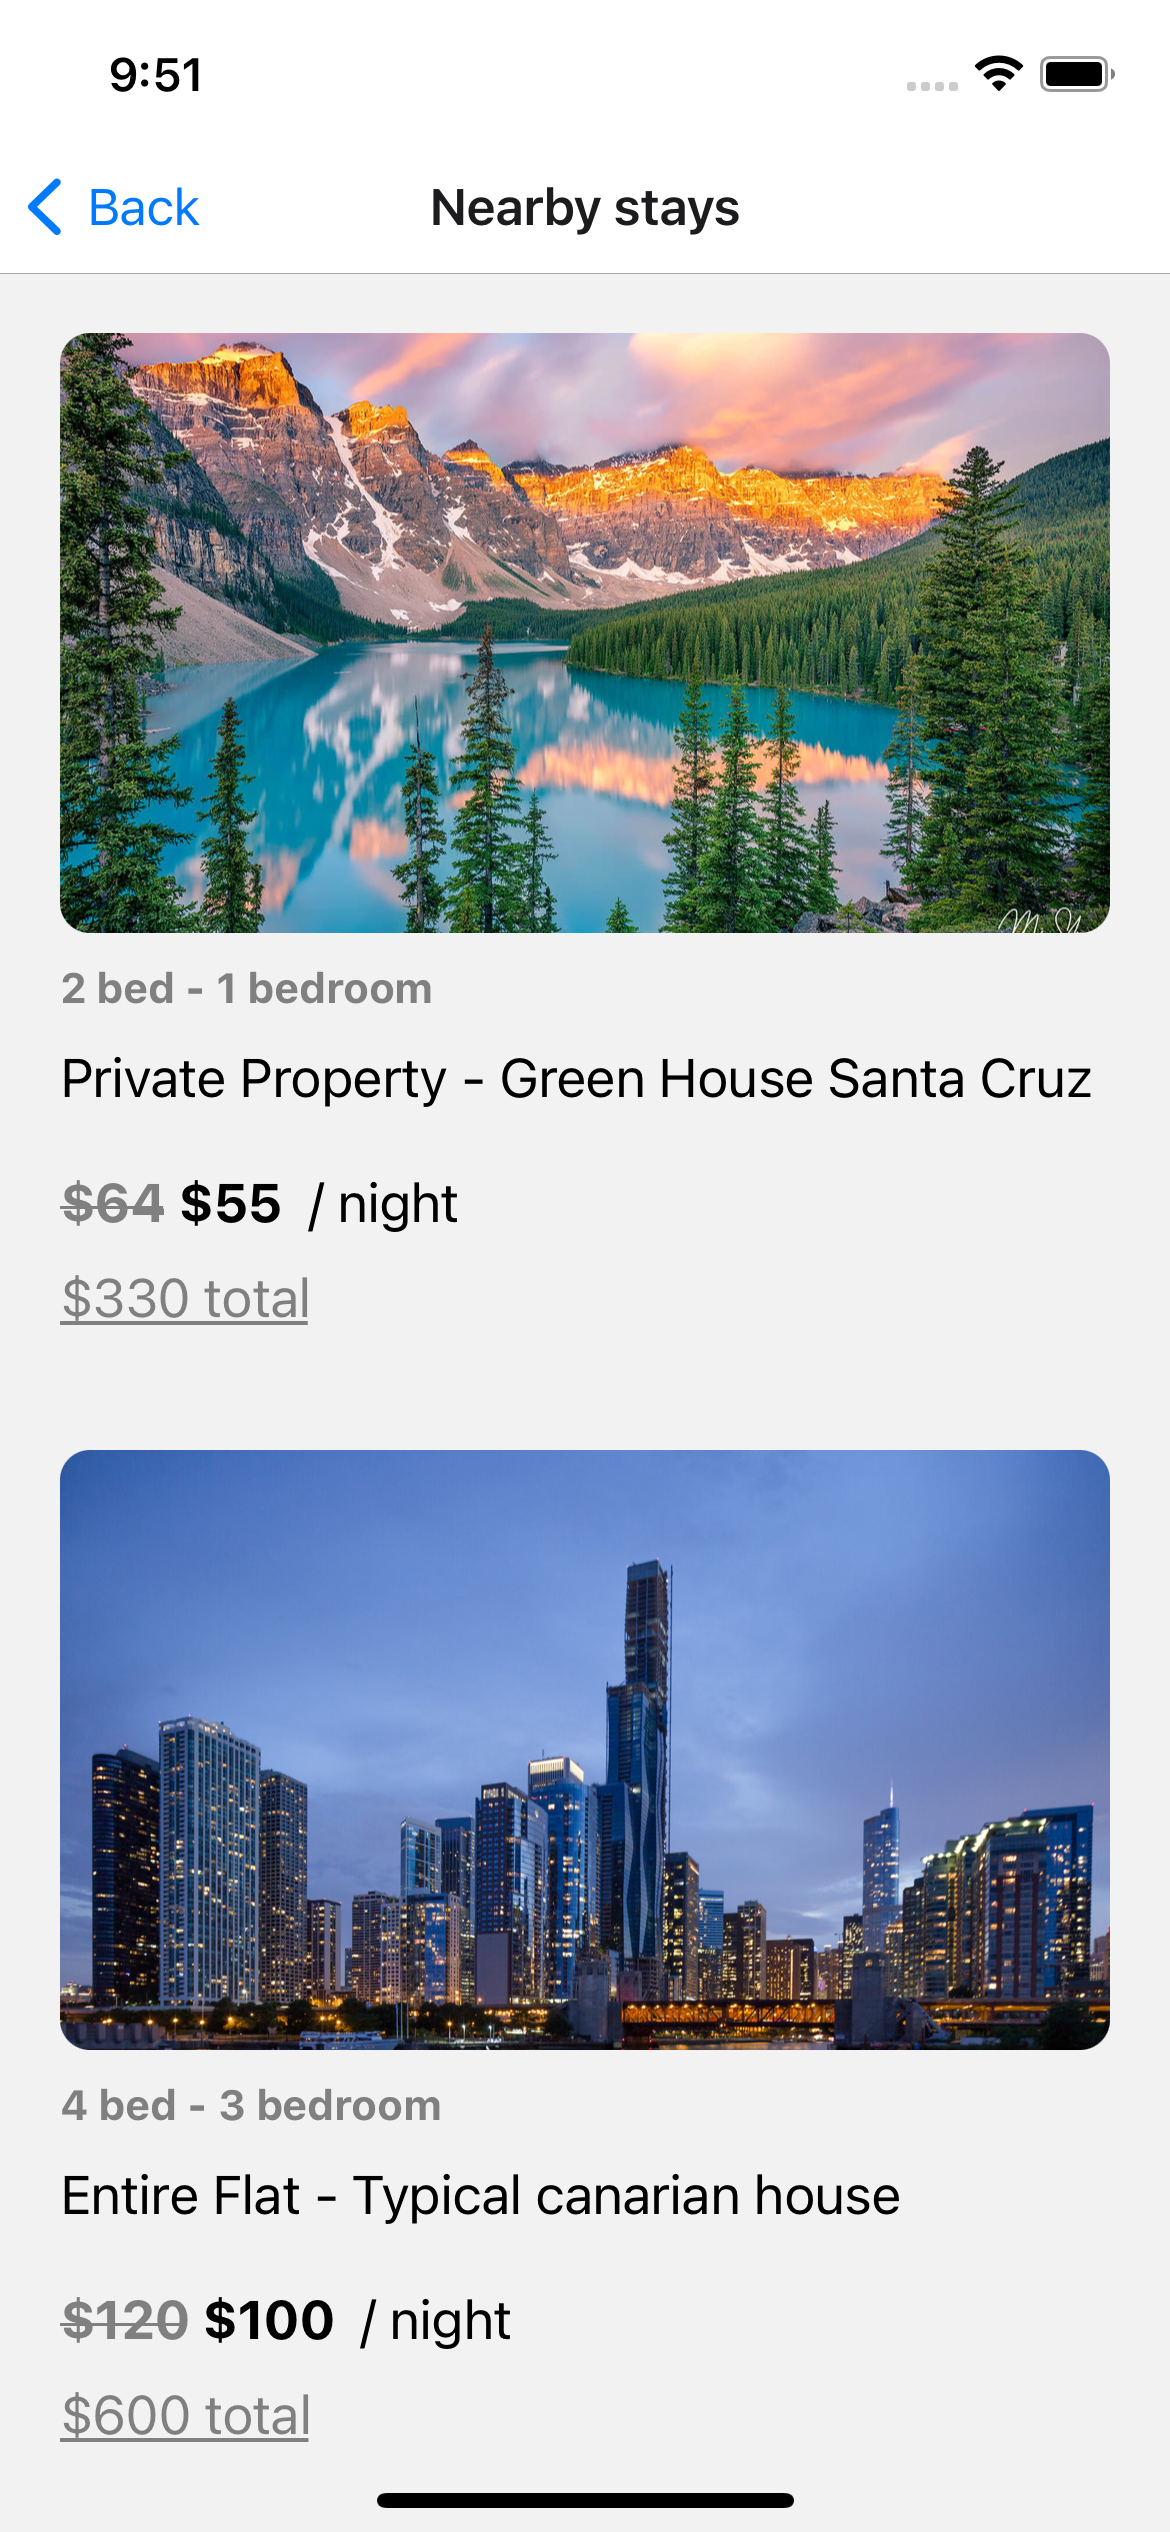 9:51
Back
Nearby stays
2 bed - 1 bedroom
Private Property - Green House Santa Cruz
$64 $55 / night
$330 total
4 bed - 3 bedroom
Entire Flat - Typical canarian house
$120 $100 / night
$600 total